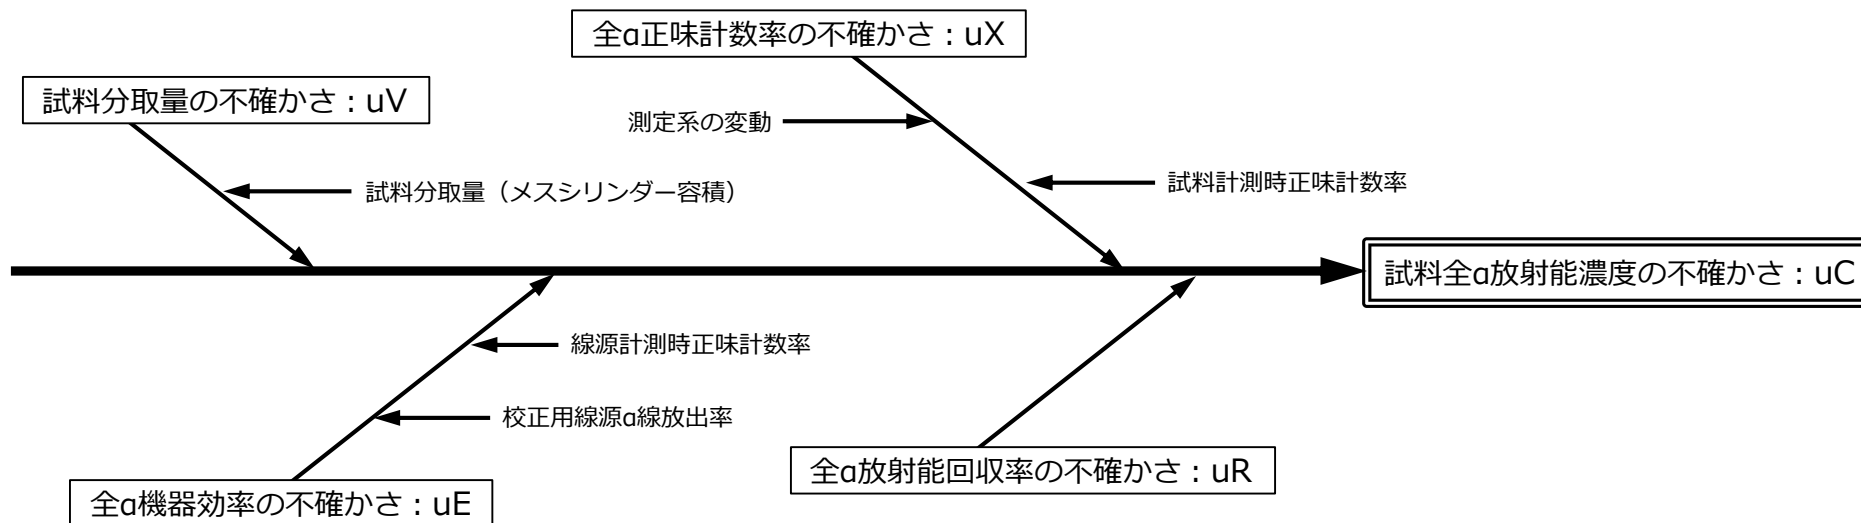 全α正味計数率の不確かさ：uX
試料分取量の不確かさ：uV
測定系の変動
試料計測時正味計数率
試料分取量（メスシリンダー容積）
試料全α放射能濃度の不確かさ：uC
線源計測時正味計数率
校正用線源α線放出率
全α放射能回収率の不確かさ：uR
全α機器効率の不確かさ：uE